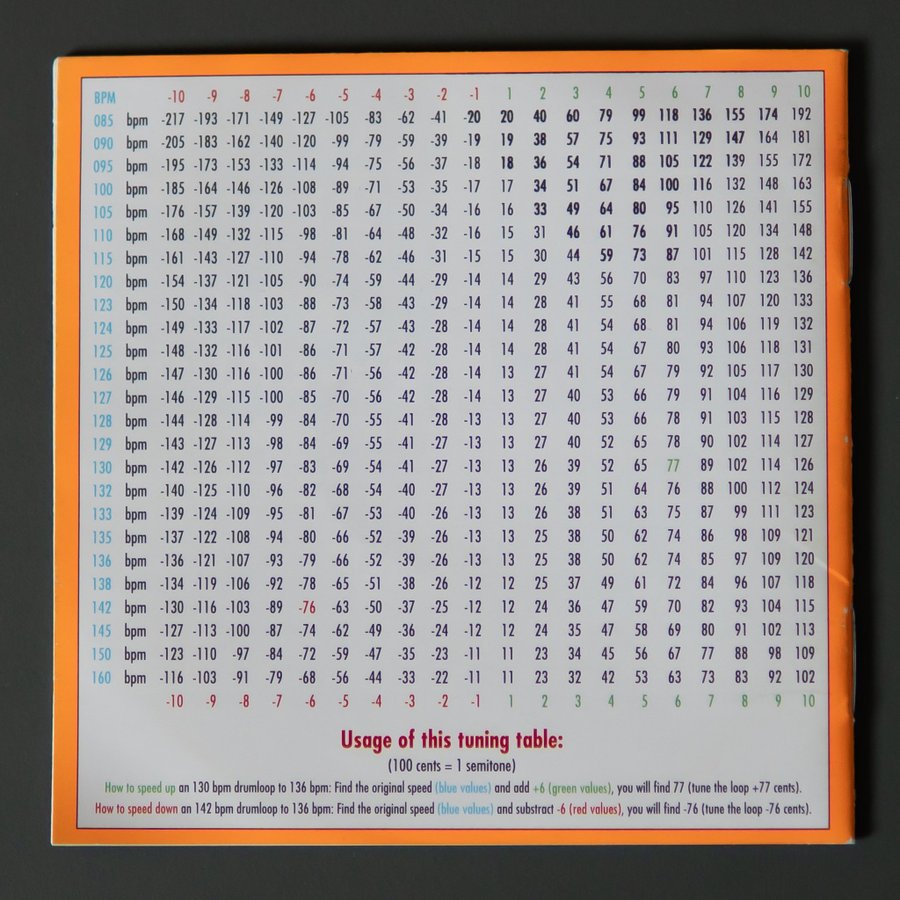 BPM -10 -9 -8 -7 -6 -5 -4 -3 -2 -1 1 2 3 4 5 6 7 8 9 10
085 bpm -217 -193 -171 -149 -127 -105 -83 -62 -41 -20 20 40 60 79 99 118 136 155 174 192
090 bpm -205 -183 -162 -140 -120 -99 -79 -59 -39 -19 19 38 57 75 93 111 129 147 164 181
095 bpm -195 -173 -153 -133 -114 -94 -75 -56 -37 -18 18 36 54 71 88 105 122 139 155 172
100 bpm -185 -164 -146 -126 -108 -89 -71 -53 -35 -17 17 34 51 67 84 100 116 132 148 163
105 bpm -176 -157 -139 -120 -103 -85 -67 -50 -34 -16 16 33 49 64 80 95 110 126 141 155
110 bpm -168 -149 -132 -115 -98 -81 -64 -48 -32 -16 15 31 46 61 76 91 105 120 134 148
115 bpm -161 -143 -127 -110 -94 -78 -62 -46 -31 -15 15 30 44 59 73 87 101 115 128 142
120 bpm -154 -137 -121 -105 -90 -74 -59 -44 -29 -14 14 29 43 56 70 83 97 110 123 136
123 bpm -150 -134 -118 -103 -88 -73 -58 -43 -29 -14 14 28 41 55 68 81 94 107 120 133
124 bpm -149 -133 -117 -102 -87 -72 -57 -43 -28 -14 14 28 41 54 68 81 94 106 119 132
125 bpm -148 -132 -116 -101 -86 -71 -57 -42 -28 -14 14 28 41 54 67 80 93 106 118 131
126 bpm -147 -130 -116 -100 -86 -71 -56 -42 -28 -14 13 27 41 54 67 79 92 105 117 130
127 bpm -146 -129 -115 -100 -85 -70 -56 -42 -28 -14 13 27 40 53 66 79 91 104 116 129
128 bpm -144 -128 -114 -99 -84 -70 -55 -41 -28 -13 13 27 40 53 66 78 91 103 115 128
129 bpm -143 -127 -113 -98 -84 -69 -55 -41 -27 -13 13 27 40 52 65 78 90 102 114 127
130 bpm -142 -126 -112 -97 -83 -69 -54 -41 -27 -13 13 26 39 52 65 77 89 102 114 126
132 bpm -140 -125 -110 -96 -82 -68 -54 -40 -27 -13 13 26 39 51 64 76 88 100 112 124
133 bpm -139 -124 -109 -95 -81 -67 -53 -40 -26 -13 13 26 38 51 63 75 87 99 111 123
135 bpm -137 -122 -108 -94 -80 -66 -52 -39 -26 -13 13 25 38 50 62 74 86 98 109 121
136 bpm -136 -121 -107 -93 -79 -66 -52 -39 -26 -13 13 25 38 50 62 74 85 97 109 120
138 bpm -134 -119 -106 -92 -78 -65 -51 -38 -26 -12 12 25 37 49 61 72 84 96 107 118
142 bpm -130 -116 -103 -89 -76 -63 -50 -37 -25 -12 12 24 36 47 59 70 82 93 104 115
145 bpm -127 -113 -100 -87 -74 -62 -49 -36 -24 -12 12 24 35 47 58 69 80 91 102 113
150 bpm -123 -110 -97 -84 -72 -59 -47 -35 -23 -11 11 23 34 45 56 67 77 88 98 109
160 bpm -116 -103 -91 -79 -68 -56 -44 -33 -22 -11 11 23 32 42 53 63 73 83 92 102
-10 -9 -8 -7 -6 -5 -4 -3 -2 -1 1 2 3 4 5 6 7 8 9 10
Usage of this tuning table:
(100 cents = 1 semitone)
How to speed up an 130 bpm drumloop to 136 bpm: Find the original speed (blue values) and add +6 (green values), you will find 77 (tune the loop +77 cents).
How to speed down an 142 bpm drumloop to 136 bpm: Find the original speed (blue values) and substract -6 (red values), you will find -76 (tune the loop -76 cents).